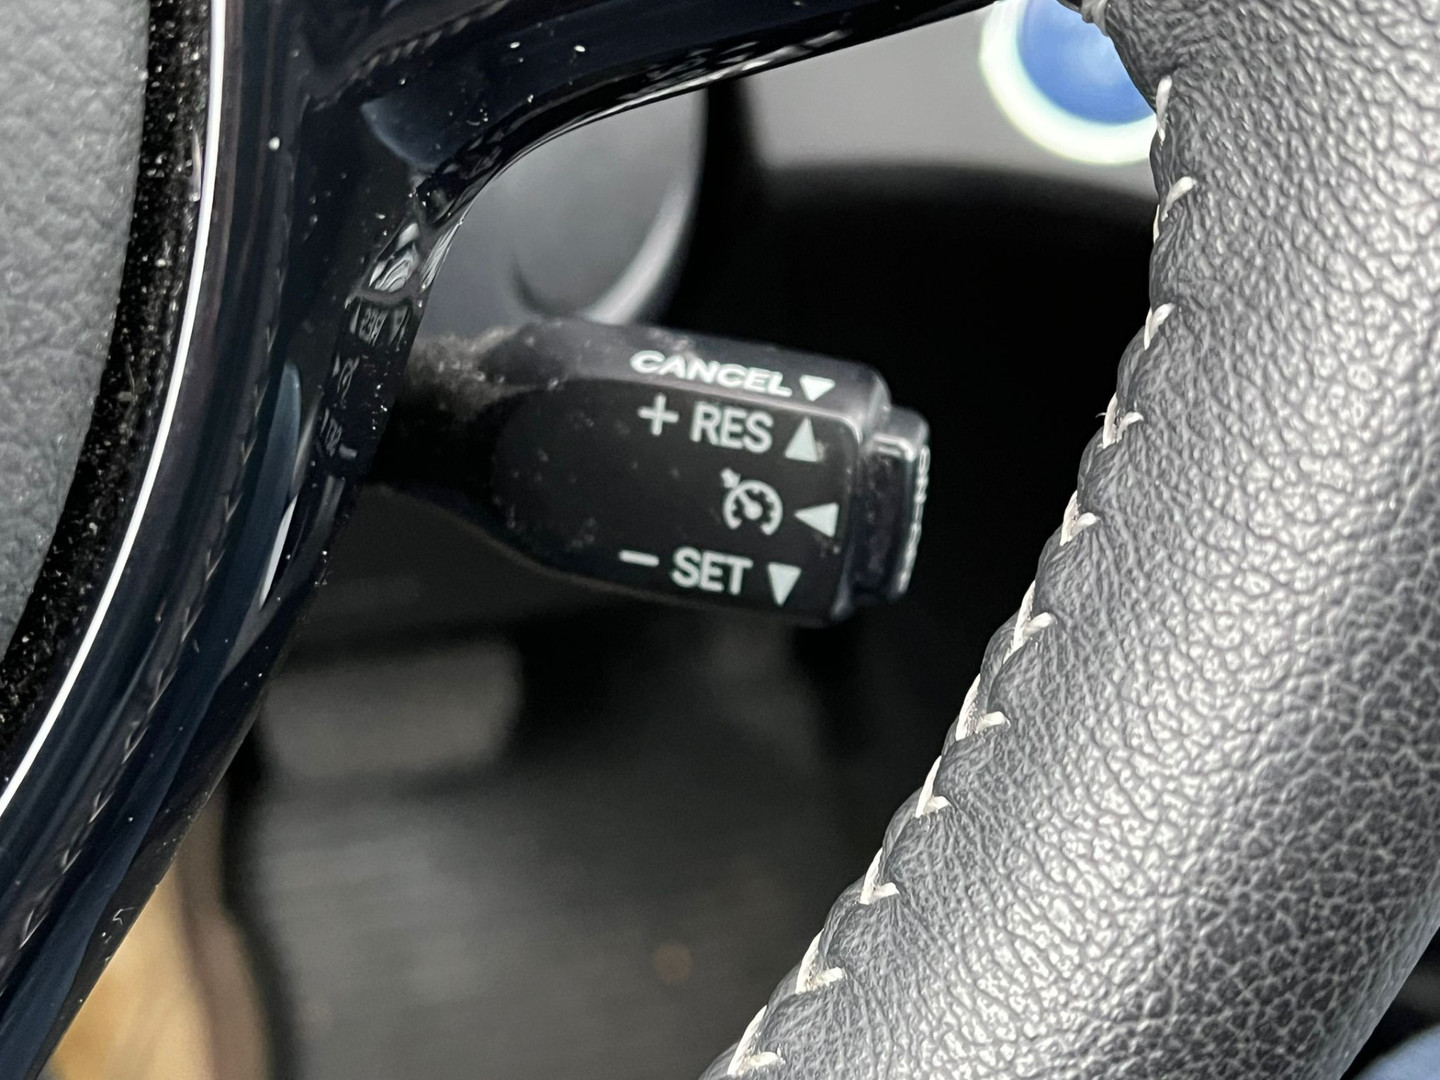 CANCEL ▼
+ RES ▲
◀
− SET ▼